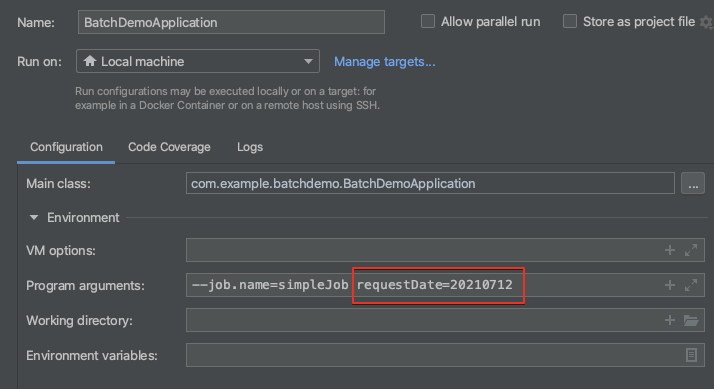 Name: BatchDemoApplication Allow parallel run Store as project file
Run on: Local machine Manage targets...
Run configurations may be executed locally or on a target: for
example in a Docker Container or on a remote host using SSH.
Configuration Code Coverage Logs
Main class: com.example.batchdemo.BatchDemoApplication ...
Environment
VM options:
Program arguments: --job.name=simpleJob requestDate=20210712
Working directory:
Environment variables: